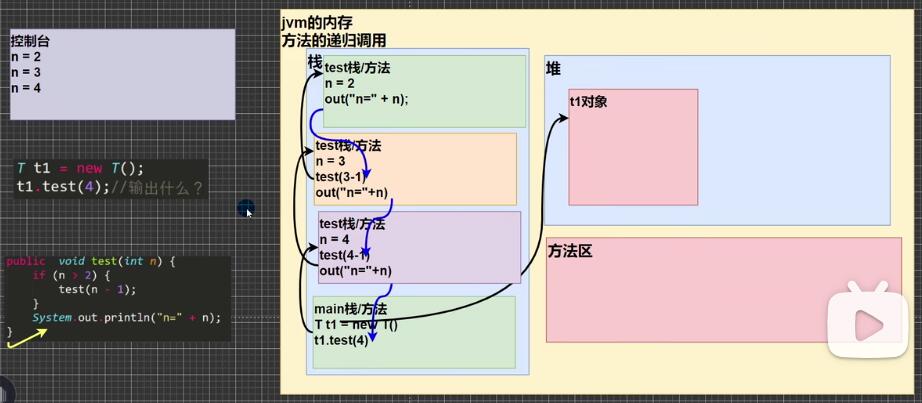 控制台
n = 2
n = 3
n = 4
T t1 = new T();
t1.test(4);//输出什么？
public void test(int n) {
if (n > 2) {
test(n - 1);
}
System.out.println("n=" + n);
}
jvm的内存
方法的递归调用
栈
test栈/方法
n = 2
out("n=" + n);
test栈/方法
n = 3
test(3-1)
out("n="+n)
test栈/方法
n = 4
test(4-1)
out("n="+n)
main栈/方法
T t1 = new T()
t1.test(4)
堆
t1对象
方法区